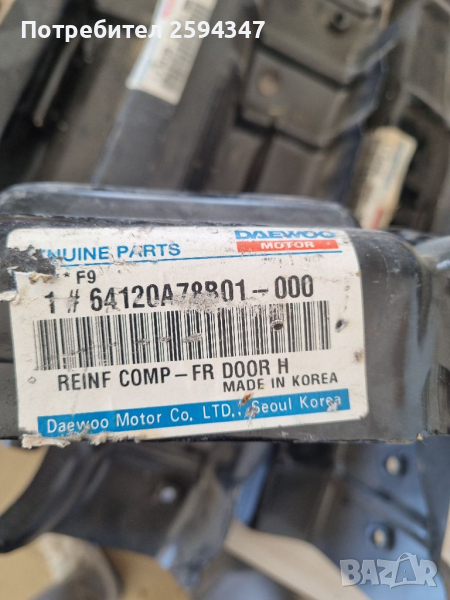 Потребител 2594347
ENUINE PARTS
DAEWOO
MOTOR
F9
1 # 64120A78B01-000
REINF COMP-FR DOOR H
MADE IN KOREA
Daewoo Motor Co. LTD., Seoul Korea
bazar